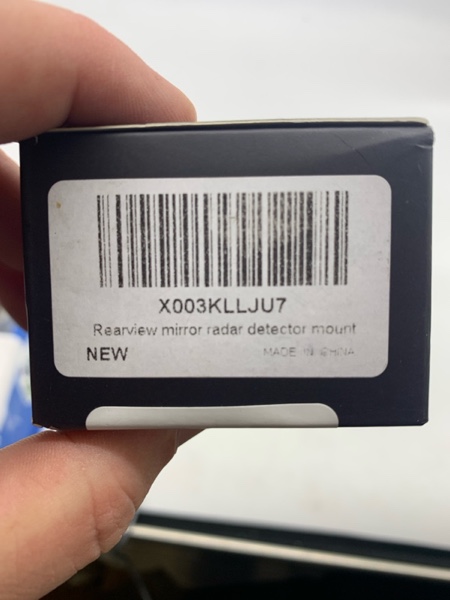 X003KLLJU7
Rearview mirror radar detector mount
NEW MADE IN CHINA